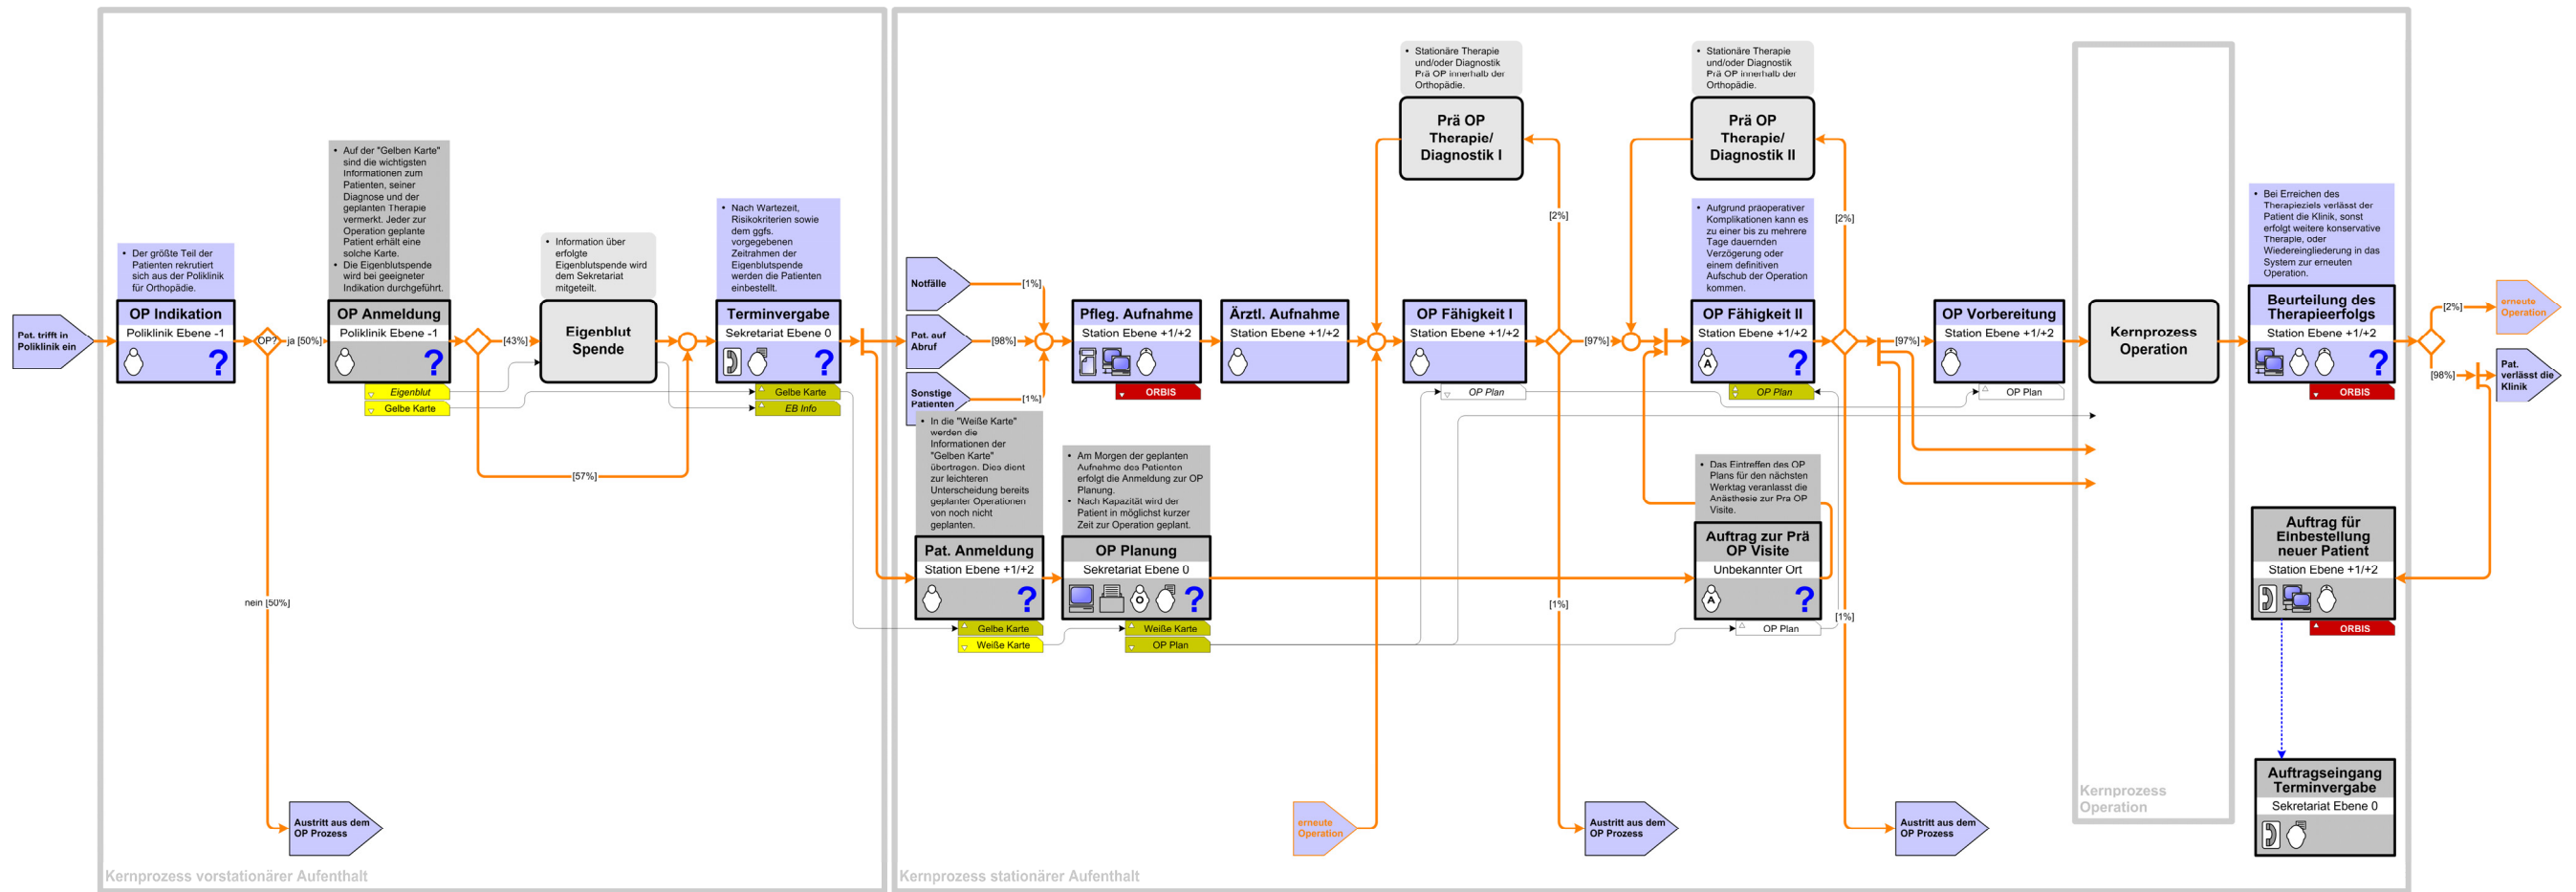 Pat. trifft in
Poliklinik ein
• Der größte Teil der
Patienten rekrutiert
sich aus der Poliklinik
für Orthopädie.
OP Indikation
Poliklinik Ebene -1
?
OP?
ja [50%]
nein [50%]
Austritt aus dem
OP Prozess
• Auf der "Gelben Karte"
sind die wichtigsten
Informationen zum
Patienten, seiner
Diagnose und der
geplanten Therapie
vermerkt. Jeder zur
Operation geplante
Patient erhält eine
solche Karte.
• Die Eigenblutspende
wird bei geeigneter
Indikation durchgeführt.
OP Anmeldung
Poliklinik Ebene -1
?
Eigenblut
Gelbe Karte
[43%]
[57%]
• Information über
erfolgte
Eigenblutspende wird
dem Sekretariat
mitgeteilt.
Eigenblut
Spende
• Nach Wartezeit,
Risikokriterien sowie
dem ggfs.
vorgegebenen
Zeitrahmen der
Eigenblutspende
werden die Patienten
einbestellt.
Terminvergabe
Sekretariat Ebene 0
?
Gelbe Karte
EB Info
Kernprozess vorstationärer Aufenthalt
Notfälle
[1%]
Pat. auf
Abruf
[98%]
Sonstige
Patienten
[1%]
• In die "Weiße Karte"
werden die
Informationen der
"Gelben Karte"
übertragen. Dies dient
zur leichteren
Unterscheidung bereits
geplanter Operationen
von noch nicht
geplanten.
Pat. Anmeldung
Station Ebene +1/+2
?
Gelbe Karte
Weiße Karte
Pfleg. Aufnahme
Station Ebene +1/+2
ORBIS
• Am Morgen der geplanten
Aufnahme des Patienten
erfolgt die Anmeldung zur OP
Planung.
• Nach Kapazität wird der
Patient in möglichst kurzer
Zeit zur Operation geplant.
OP Planung
Sekretariat Ebene 0
O
?
Weiße Karte
OP Plan
Ärztl. Aufnahme
Station Ebene +1/+2
erneute
Operation
• Stationäre Therapie
und/oder Diagnostik
Prä OP innerhalb der
Orthopädie.
Prä OP
Therapie/
Diagnostik I
OP Fähigkeit I
Station Ebene +1/+2
OP Plan
[2%]
[97%]
[1%]
Austritt aus dem
OP Prozess
• Stationäre Therapie
und/oder Diagnostik
Prä OP innerhalb der
Orthopädie.
Prä OP
Therapie/
Diagnostik II
• Aufgrund präoperativer
Komplikationen kann es
zu einer bis zu mehrere
Tage dauernden
Verzögerung oder
einem definitiven
Aufschub der Operation
kommen.
OP Fähigkeit II
Station Ebene +1/+2
A
?
OP Plan
• Das Eintreffen des OP
Plans für den nächsten
Werktag veranlasst die
Anästhesie zur Prä OP
Visite.
Auftrag zur Prä
OP Visite
Unbekannter Ort
A
?
OP Plan
[2%]
[97%]
[1%]
Austritt aus dem
OP Prozess
OP Vorbereitung
Station Ebene +1/+2
OP Plan
Kernprozess
Operation
Kernprozess
Operation
• Bei Erreichen des
Therapieziels verlässt der
Patient die Klinik, sonst
erfolgt weitere konservative
Therapie, oder
Wiedereingliederung in das
System zur erneuten
Operation.
Beurteilung des
Therapieerfolgs
Station Ebene +1/+2
?
ORBIS
[2%]
erneute
Operation
[98%]
Pat.
verlässt die
Klinik
Auftrag für
EInbestellung
neuer Patient
Station Ebene +1/+2
ORBIS
Auftragseingang
Terminvergabe
Sekretariat Ebene 0
Kernprozess stationärer Aufenthalt